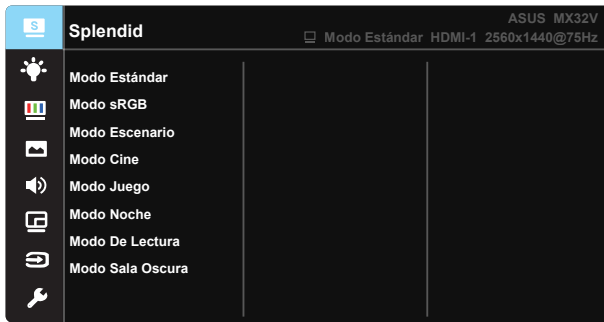 S
Splendid
ASUS MX32V
Modo Estándar HDMI-1 2560x1440@75Hz
Modo Estándar
Modo sRGB
Modo Escenario
Modo Cine
Modo Juego
Modo Noche
Modo De Lectura
Modo Sala Oscura